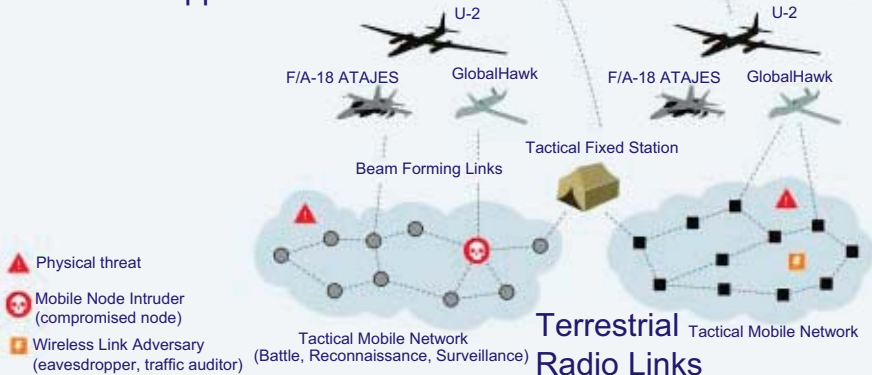 U-2
U-2
F/A-18 ATAJES
GlobalHawk
F/A-18 ATAJES
GlobalHawk
Tactical Fixed Station
Beam Forming Links
Physical threat
Mobile Node Intruder
(compromised node)
Wireless Link Adversary
(eavesdropper, traffic auditor)
Tactical Mobile Network
(Battle, Reconnaissance, Surveillance)
Terrestrial
Radio Links
Tactical Mobile Network